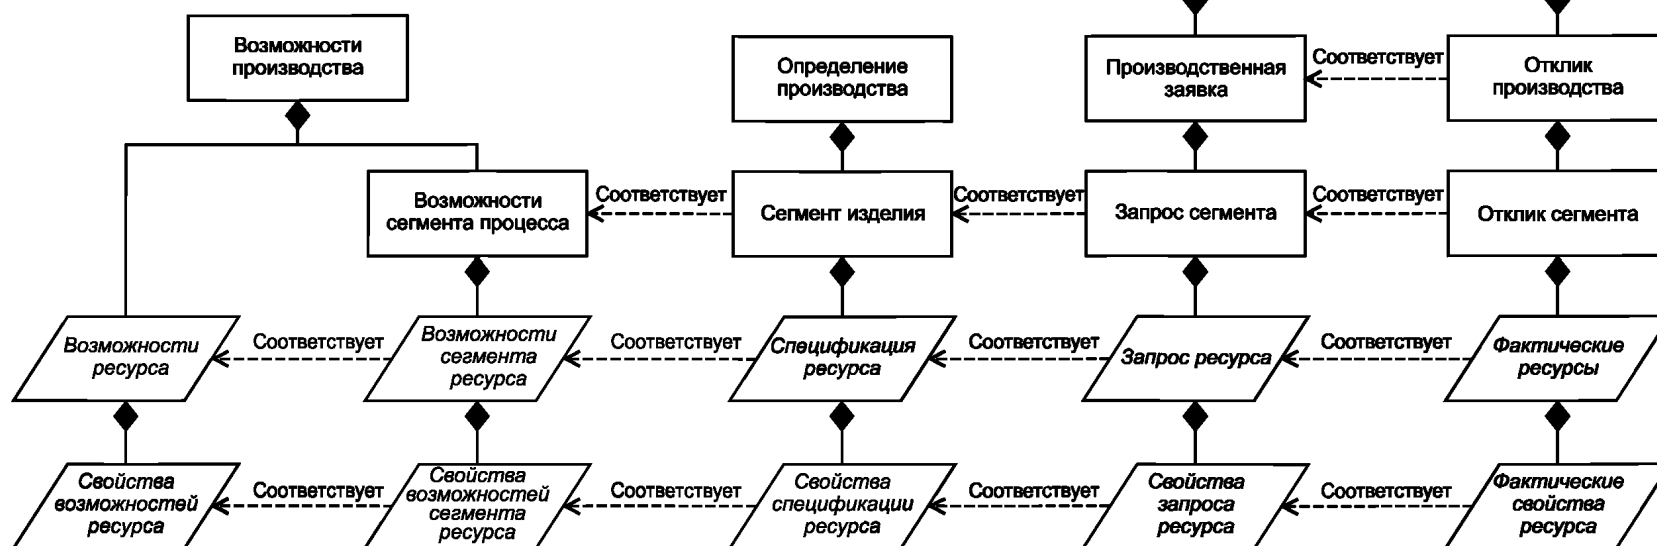 Возможности
производства
Определение
производства
Производственная
заявка
Соответствует
Отклик
производства
Возможности
сегмента процесса
Соответствует
Сегмент изделия
Соответствует
Запрос сегмента
Соответствует
Отклик сегмента
Возможности
ресурса
Соответствует
Возможности
сегмента
ресурса
Соответствует
Спецификация
ресурса
Соответствует
Запрос ресурса
Соответствует
Фактические
ресурсы
Свойства
возможностей
ресурса
Соответствует
Свойства
возможностей
сегмента
ресурса
Соответствует
Свойства
спецификации
ресурса
Соответствует
Свойства
запроса
ресурса
Соответствует
Фактические
свойства
ресурса